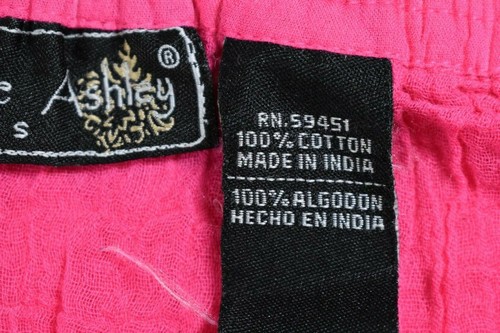 e Ashley ®
s
RN.59451
100% COTTON
MADE IN INDIA
100% ALGODON
HECHO EN INDIA